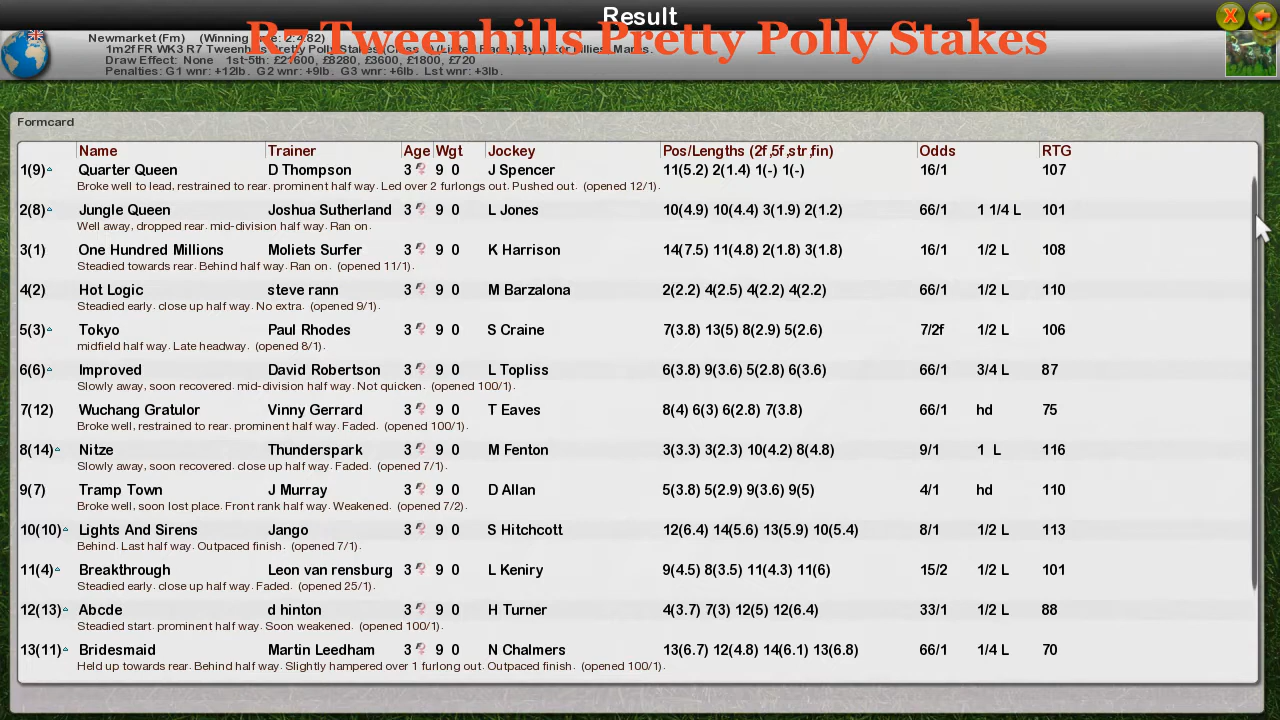 Result
R7 Tweenhills Pretty Polly Stakes
Newmarket (Fm) (Winning Time: 2:4.82)
1m2f FR WK3 R7 Tweenhills Pretty Polly Stakes (Class 1) (Listed Race) 3yo) For Fillies Mares.
Draw Effect: None 1st-5th: £21600, £8280, £3600, £1800, £720
Penalties: G1 wnr: +12lb. G2 wnr: +9lb. G3 wnr: +6lb. Lst wnr: +3lb.
Formcard
Name Trainer Age Wgt Jockey Pos/Lengths (2f,5f,str,fin) Odds RTG
1(9) Quarter Queen D Thompson 3 9 0 J Spencer 11(5.2) 2(1.4) 1(-) 1(-) 16/1 107
Broke well to lead, restrained to rear. prominent half way. Led over 2 furlongs out. Pushed out. (opened 12/1).
2(8) Jungle Queen Joshua Sutherland 3 9 0 L Jones 10(4.9) 10(4.4) 3(1.9) 2(1.2) 66/1 1 1/4 L 101
Well away, dropped rear. mid-division half way. Ran on.
3(1) One Hundred Millions Moliets Surfer 3 9 0 K Harrison 14(7.5) 11(4.8) 2(1.8) 3(1.8) 16/1 1/2 L 108
Steadied towards rear. Behind half way. Ran on. (opened 11/1).
4(2) Hot Logic steve rann 3 9 0 M Barzalona 2(2.2) 4(2.5) 4(2.2) 4(2.2) 66/1 1/2 L 110
Steadied early. close up half way. No extra. (opened 9/1).
5(3) Tokyo Paul Rhodes 3 9 0 S Craine 7(3.8) 13(5) 8(2.9) 5(2.6) 7/2f 1/2 L 106
midfield half way. Late headway. (opened 8/1).
6(6) Improved David Robertson 3 9 0 L Topliss 6(3.8) 9(3.6) 5(2.8) 6(3.6) 66/1 3/4 L 87
Slowly away, soon recovered. mid-division half way. Not quicken. (opened 100/1).
7(12) Wuchang Gratulor Vinny Gerrard 3 9 0 T Eaves 8(4) 6(3) 6(2.8) 7(3.8) 66/1 hd 75
Broke well, restrained to rear. prominent half way. Faded. (opened 100/1).
8(14) Nitze Thunderspark 3 9 0 M Fenton 3(3.3) 3(2.3) 10(4.2) 8(4.8) 9/1 1 L 116
Slowly away, soon recovered. close up half way. Faded. (opened 7/1).
9(7) Tramp Town J Murray 3 9 0 D Allan 5(3.8) 5(2.9) 9(3.6) 9(5) 4/1 hd 110
Broke well, soon lost place. Front rank half way. Weakened. (opened 7/2).
10(10) Lights And Sirens Jango 3 9 0 S Hitchcott 12(6.4) 14(5.6) 13(5.9) 10(5.4) 8/1 1/2 L 113
Behind. Last half way. Outpaced finish. (opened 7/1).
11(4) Breakthrough Leon van rensburg 3 9 0 L Keniry 9(4.5) 8(3.5) 11(4.3) 11(6) 15/2 1/2 L 101
Steadied early. close up half way. Faded. (opened 25/1).
12(13) Abcde d hinton 3 9 0 H Turner 4(3.7) 7(3) 12(5) 12(6.4) 33/1 1/2 L 88
Steadied start. prominent half way. Soon weakened. (opened 100/1).
13(11) Bridesmaid Martin Leedham 3 9 0 N Chalmers 13(6.7) 12(4.8) 14(6.1) 13(6.8) 66/1 1/4 L 70
Held up towards rear. Behind half way. Slightly hampered over 1 furlong out. Outpaced finish. (opened 100/1).